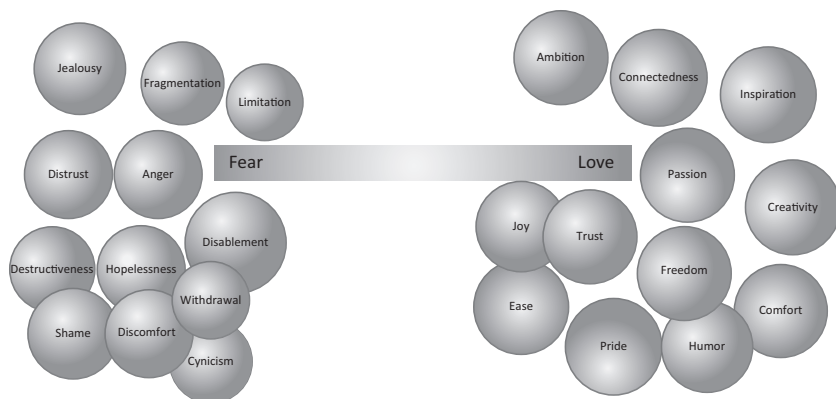 Jealousy
Fragmentation
Limitation
Distrust
Anger
Disablement
Destructiveness
Hopelessness
Withdrawal
Shame
Discomfort
Cynicism
Fear
Love
Ambition
Connectedness
Inspiration
Passion
Creativity
Joy
Trust
Freedom
Ease
Comfort
Pride
Humor